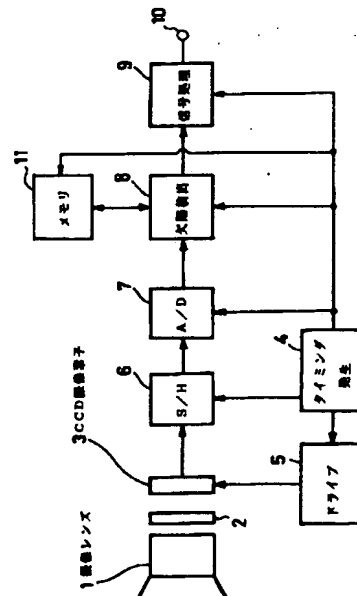 1 撮像レンズ
2
3 CCD撮像素子
4
タイミング
発生
5
ドライブ
6
S/H
7
A/D
8
欠陥検出
9
信号処理
10
11
メモリ